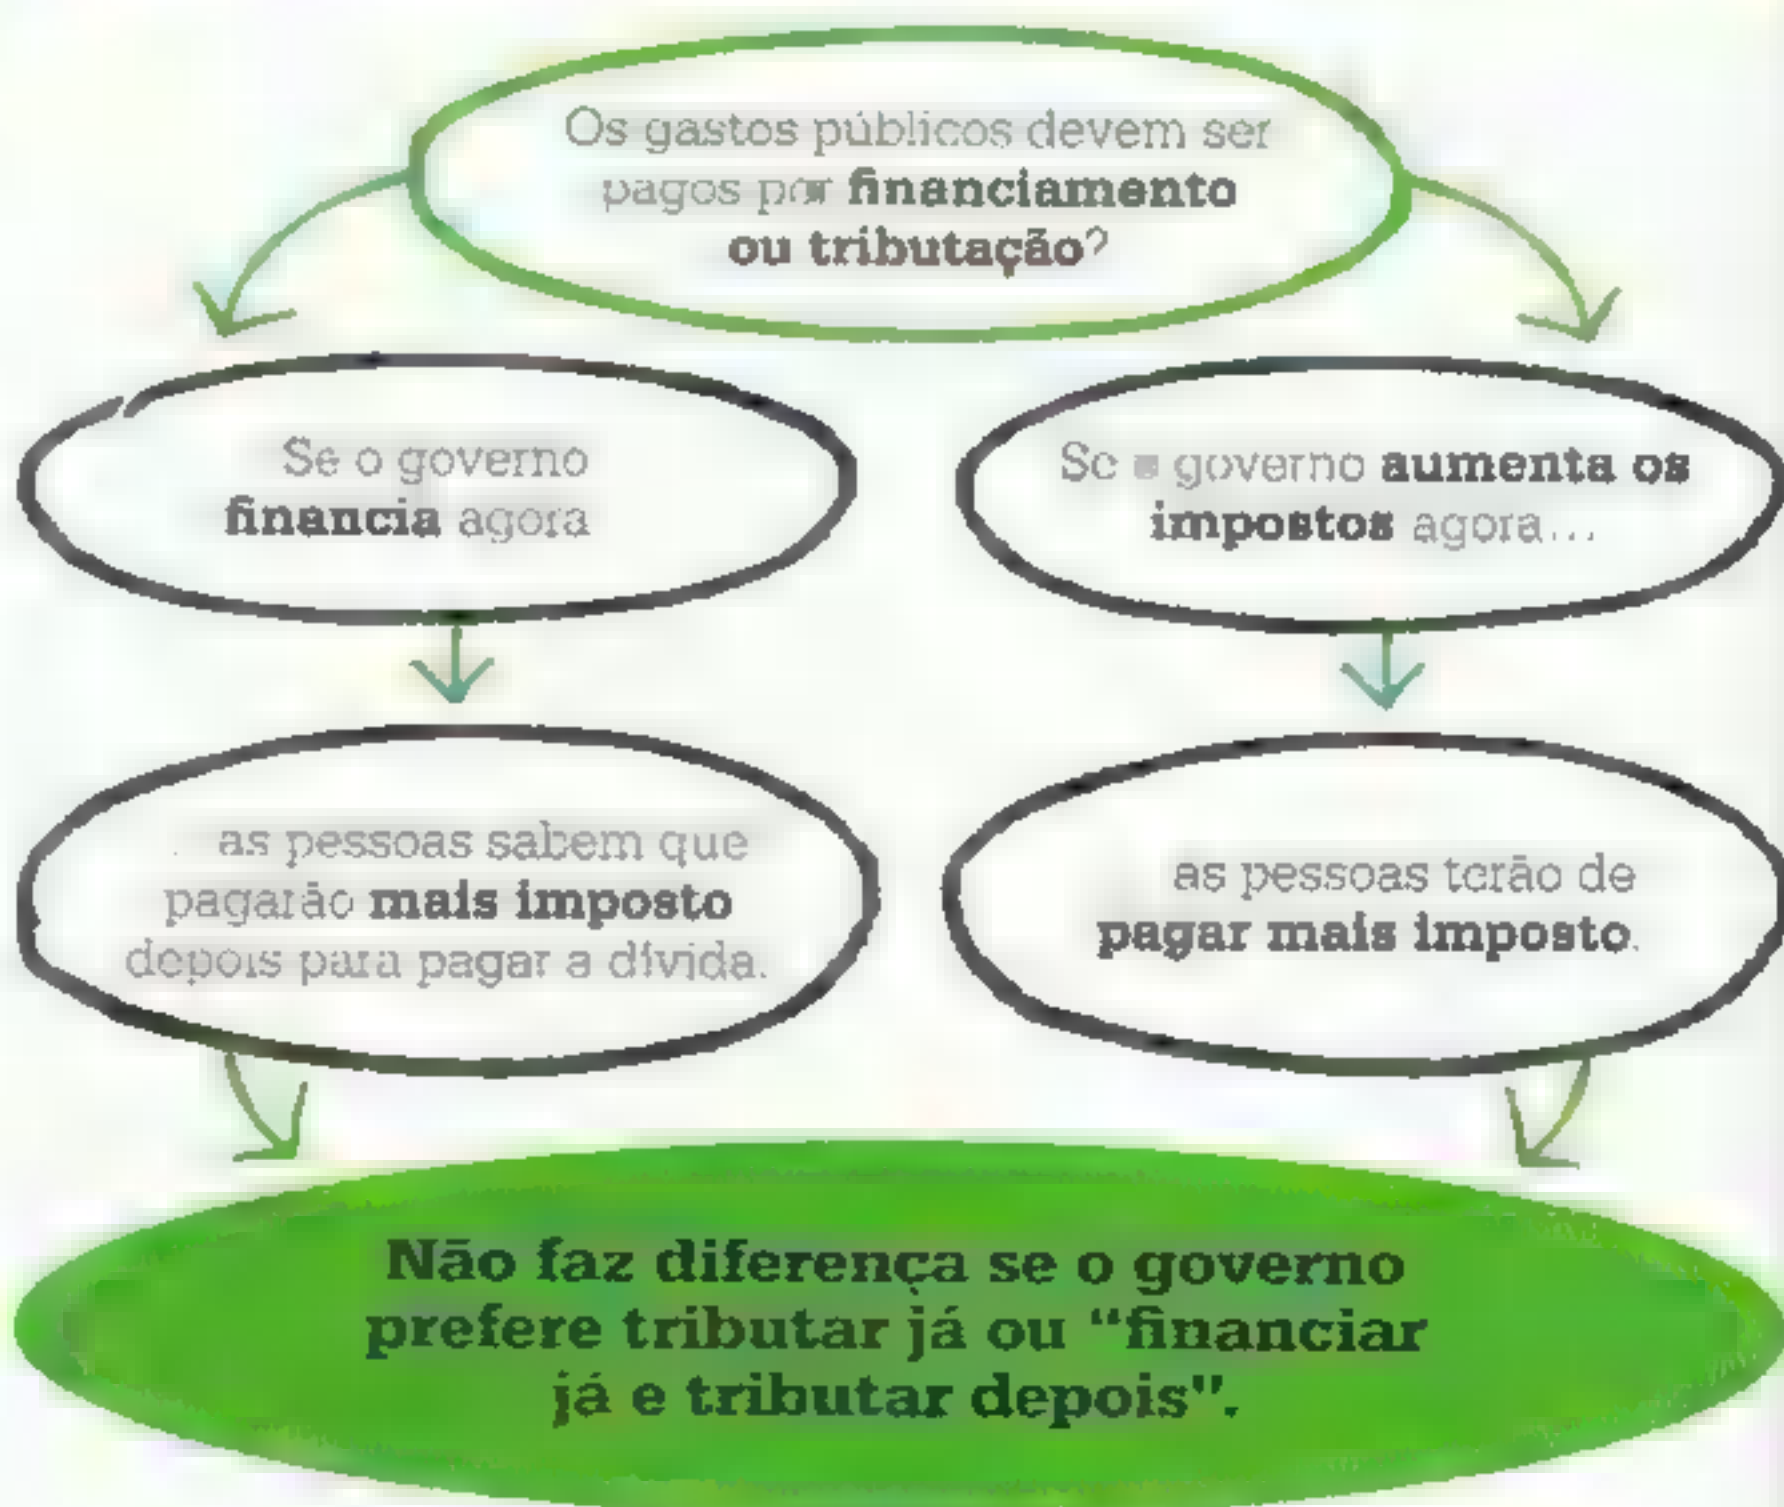 Os gastos públicos devem ser
pagos por financiamento
ou tributação?
Se o governo
financia agora
Se o governo aumenta os
impostos agora...
as pessoas sabem que
pagarão mais imposto
depois para pagar a dívida.
as pessoas terão de
pagar mais imposto.
Não faz diferença se o governo
prefere tributar já ou “financiar
já e tributar depois”.